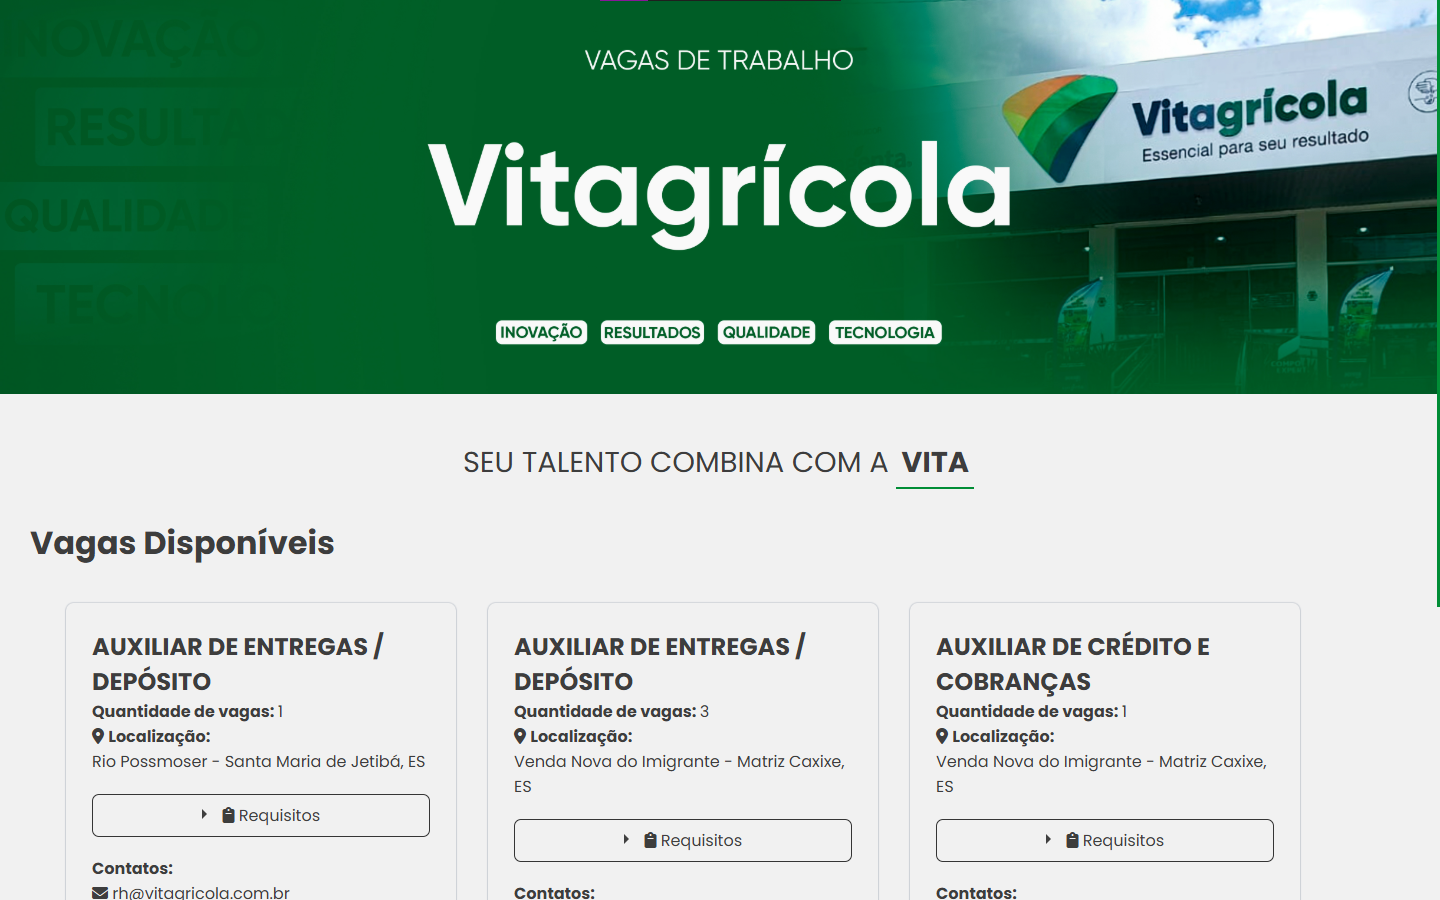 VAGAS DE TRABALHO
Vitagrícola
INOVAÇÃO RESULTADOS QUALIDADE TECNOLOGIA
INOVAÇÃO
RESULTA
QUALIDADE
TECNOLO
Vitagrícola
Essencial para seu resultado
SEU TALENTO COMBINA COM A VITA
Vagas Disponíveis
AUXILIAR DE ENTREGAS /
DEPÓSITO
Quantidade de vagas: 1
Localização:
Rio Possmoser - Santa Maria de Jetibá, ES
Requisitos
Contatos:
rh@vitagricola.com.br
AUXILIAR DE ENTREGAS /
DEPÓSITO
Quantidade de vagas: 3
Localização:
Venda Nova do Imigrante - Matriz Caxixe,
ES
Requisitos
Contatos:
AUXILIAR DE CRÉDITO E
COBRANÇAS
Quantidade de vagas: 1
Localização:
Venda Nova do Imigrante - Matriz Caxixe,
ES
Requisitos
Contatos: